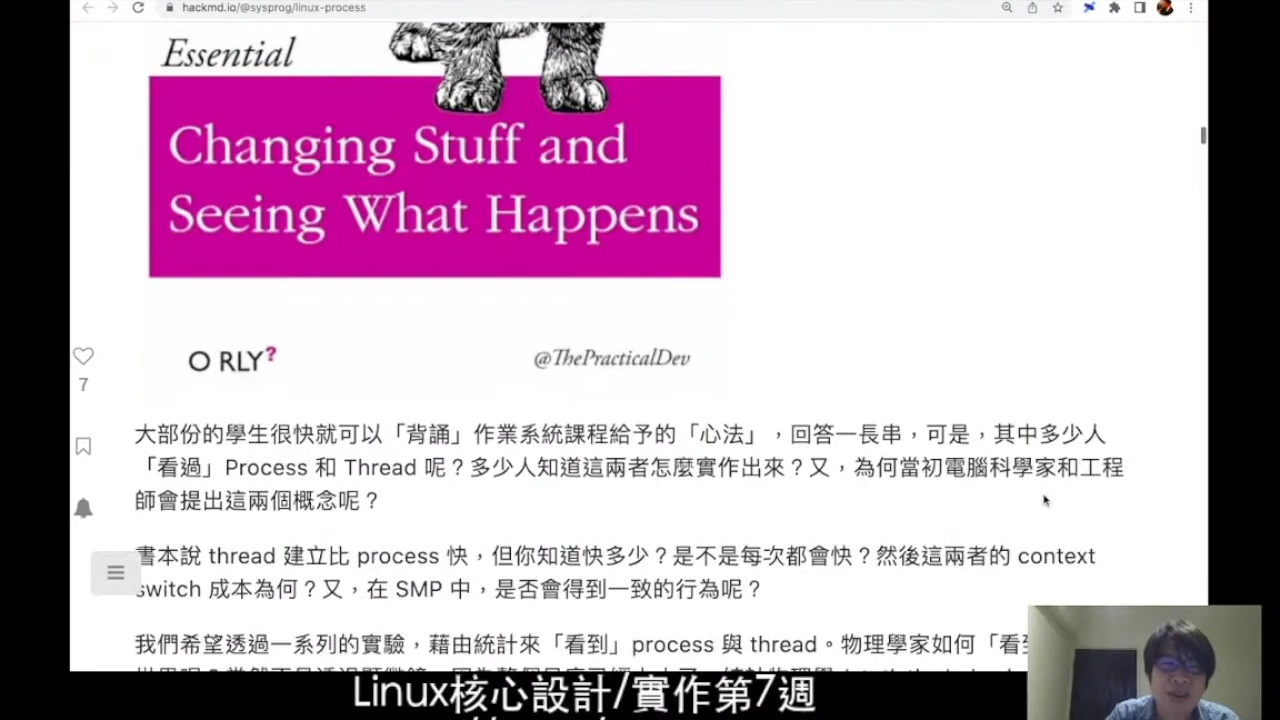 hackmd.io/@sysprog/linux-process
Essential
Changing Stuff and
Seeing What Happens
O RLY?
@ThePracticalDev
7
大部份的學生很快就可以「背誦」作業系統課程給予的「心法」，回答一長串，可是，其中多少人
「看過」Process 和 Thread 呢？多少人知道這兩者怎麼實作出來？又，為何當初電腦科學家和工程
師會提出這兩個概念呢？
書本說 thread 建立比 process 快，但你知道快多少？是不是每次都會快？然後這兩者的 context
switch 成本為何？又，在 SMP 中，是否會得到一致的行為呢？
我們希望透過一系列的實驗，藉由統計來「看到」process 與 thread。物理學家如何「看到
Linux核心設計/實作第7週